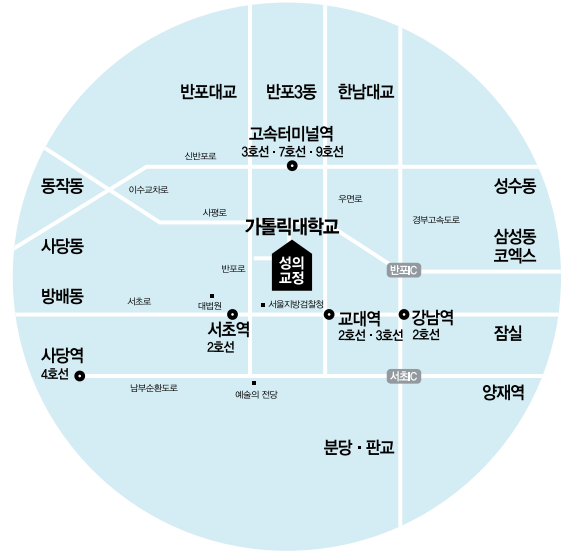 반포대교
반포3동
한남대교
고속터미널역
3호선 · 7호선 · 9호선
신반포로
동작동
이수교차로
성수동
우면로
사평로
경부고속도로
가톨릭대학교
사당동
삼성동
코엑스
성의
교정
반포로
반포IC
방배동
서초로
대법원
서울지방검찰청
서초역
2호선
교대역
2호선 · 3호선
강남역
2호선
잠실
사당역
4호선
남부순환도로
예술의 전당
서초IC
양재역
분당 · 판교